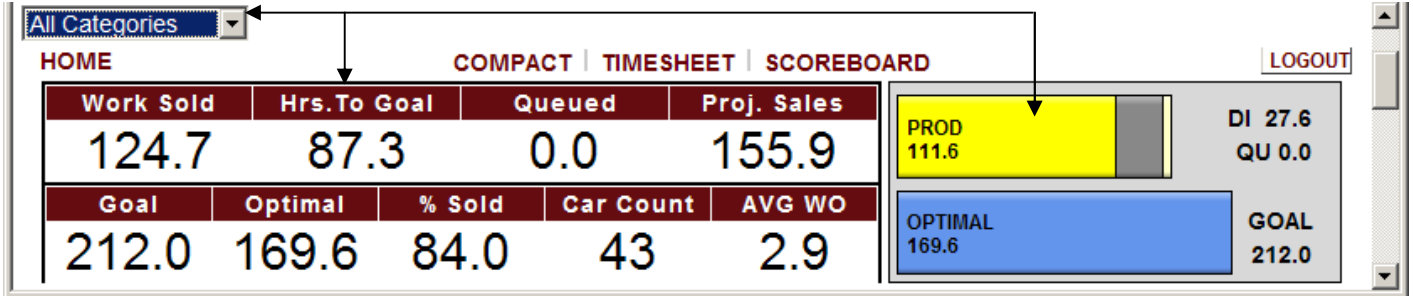 All Categories
HOME COMPACT TIMESHEET SCOREBOARD LOGOUT
Work Sold Hrs.To Goal Queued Proj. Sales
124.7 87.3 0.0 155.9
Goal Optimal % Sold Car Count AVG WO
212.0 169.6 84.0 43 2.9
PROD
111.6
DI 27.6
QU 0.0
OPTIMAL
169.6
GOAL
212.0